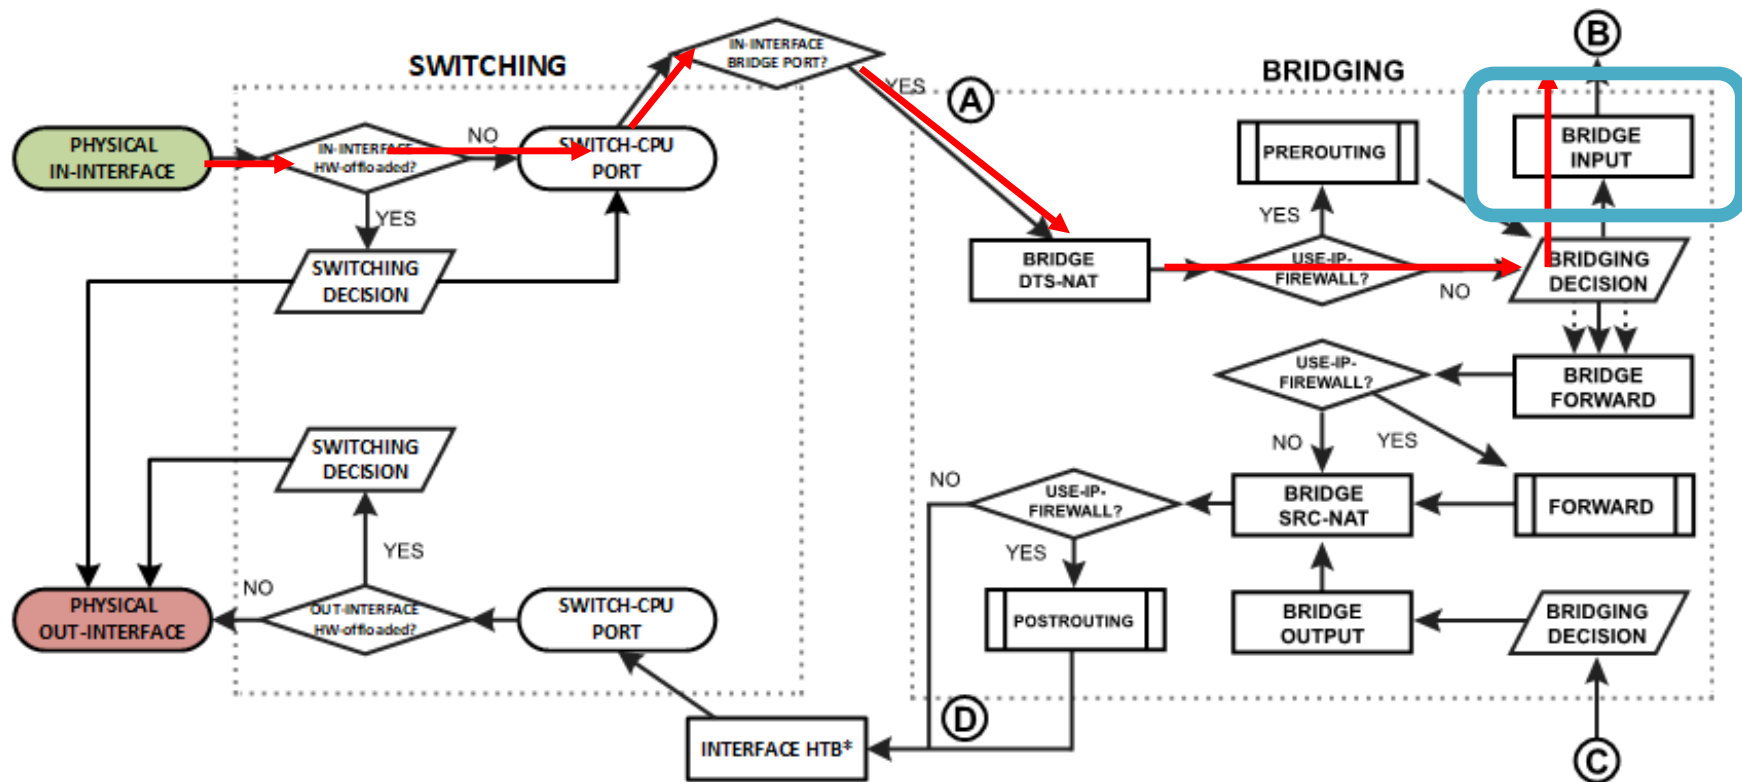 SWITCHING
IN-INTERFACE
BRIDGE PORT?
YES
BRIDGING
B
A
PHYSICAL
IN-INTERFACE
IN-INTERFACE
HW-offloaded?
NO
SWITCH-CPU
PORT
PREROUTING
BRIDGE
INPUT
YES
YES
SWITCHING
DECISION
BRIDGE
DTS-NAT
USE-IP-
FIREWALL?
NO
BRIDGING
DECISION
USE-IP-
FIREWALL?
BRIDGE
FORWARD
NO
YES
SWITCHING
DECISION
NO
USE-IP-
FIREWALL?
BRIDGE
SRC-NAT
FORWARD
YES
YES
NO
PHYSICAL
OUT-INTERFACE
OUT-INTERFACE
HW-offloaded?
SWITCH-CPU
PORT
POSTROUTING
BRIDGE
OUTPUT
BRIDGING
DECISION
D
INTERFACE HTB*
C